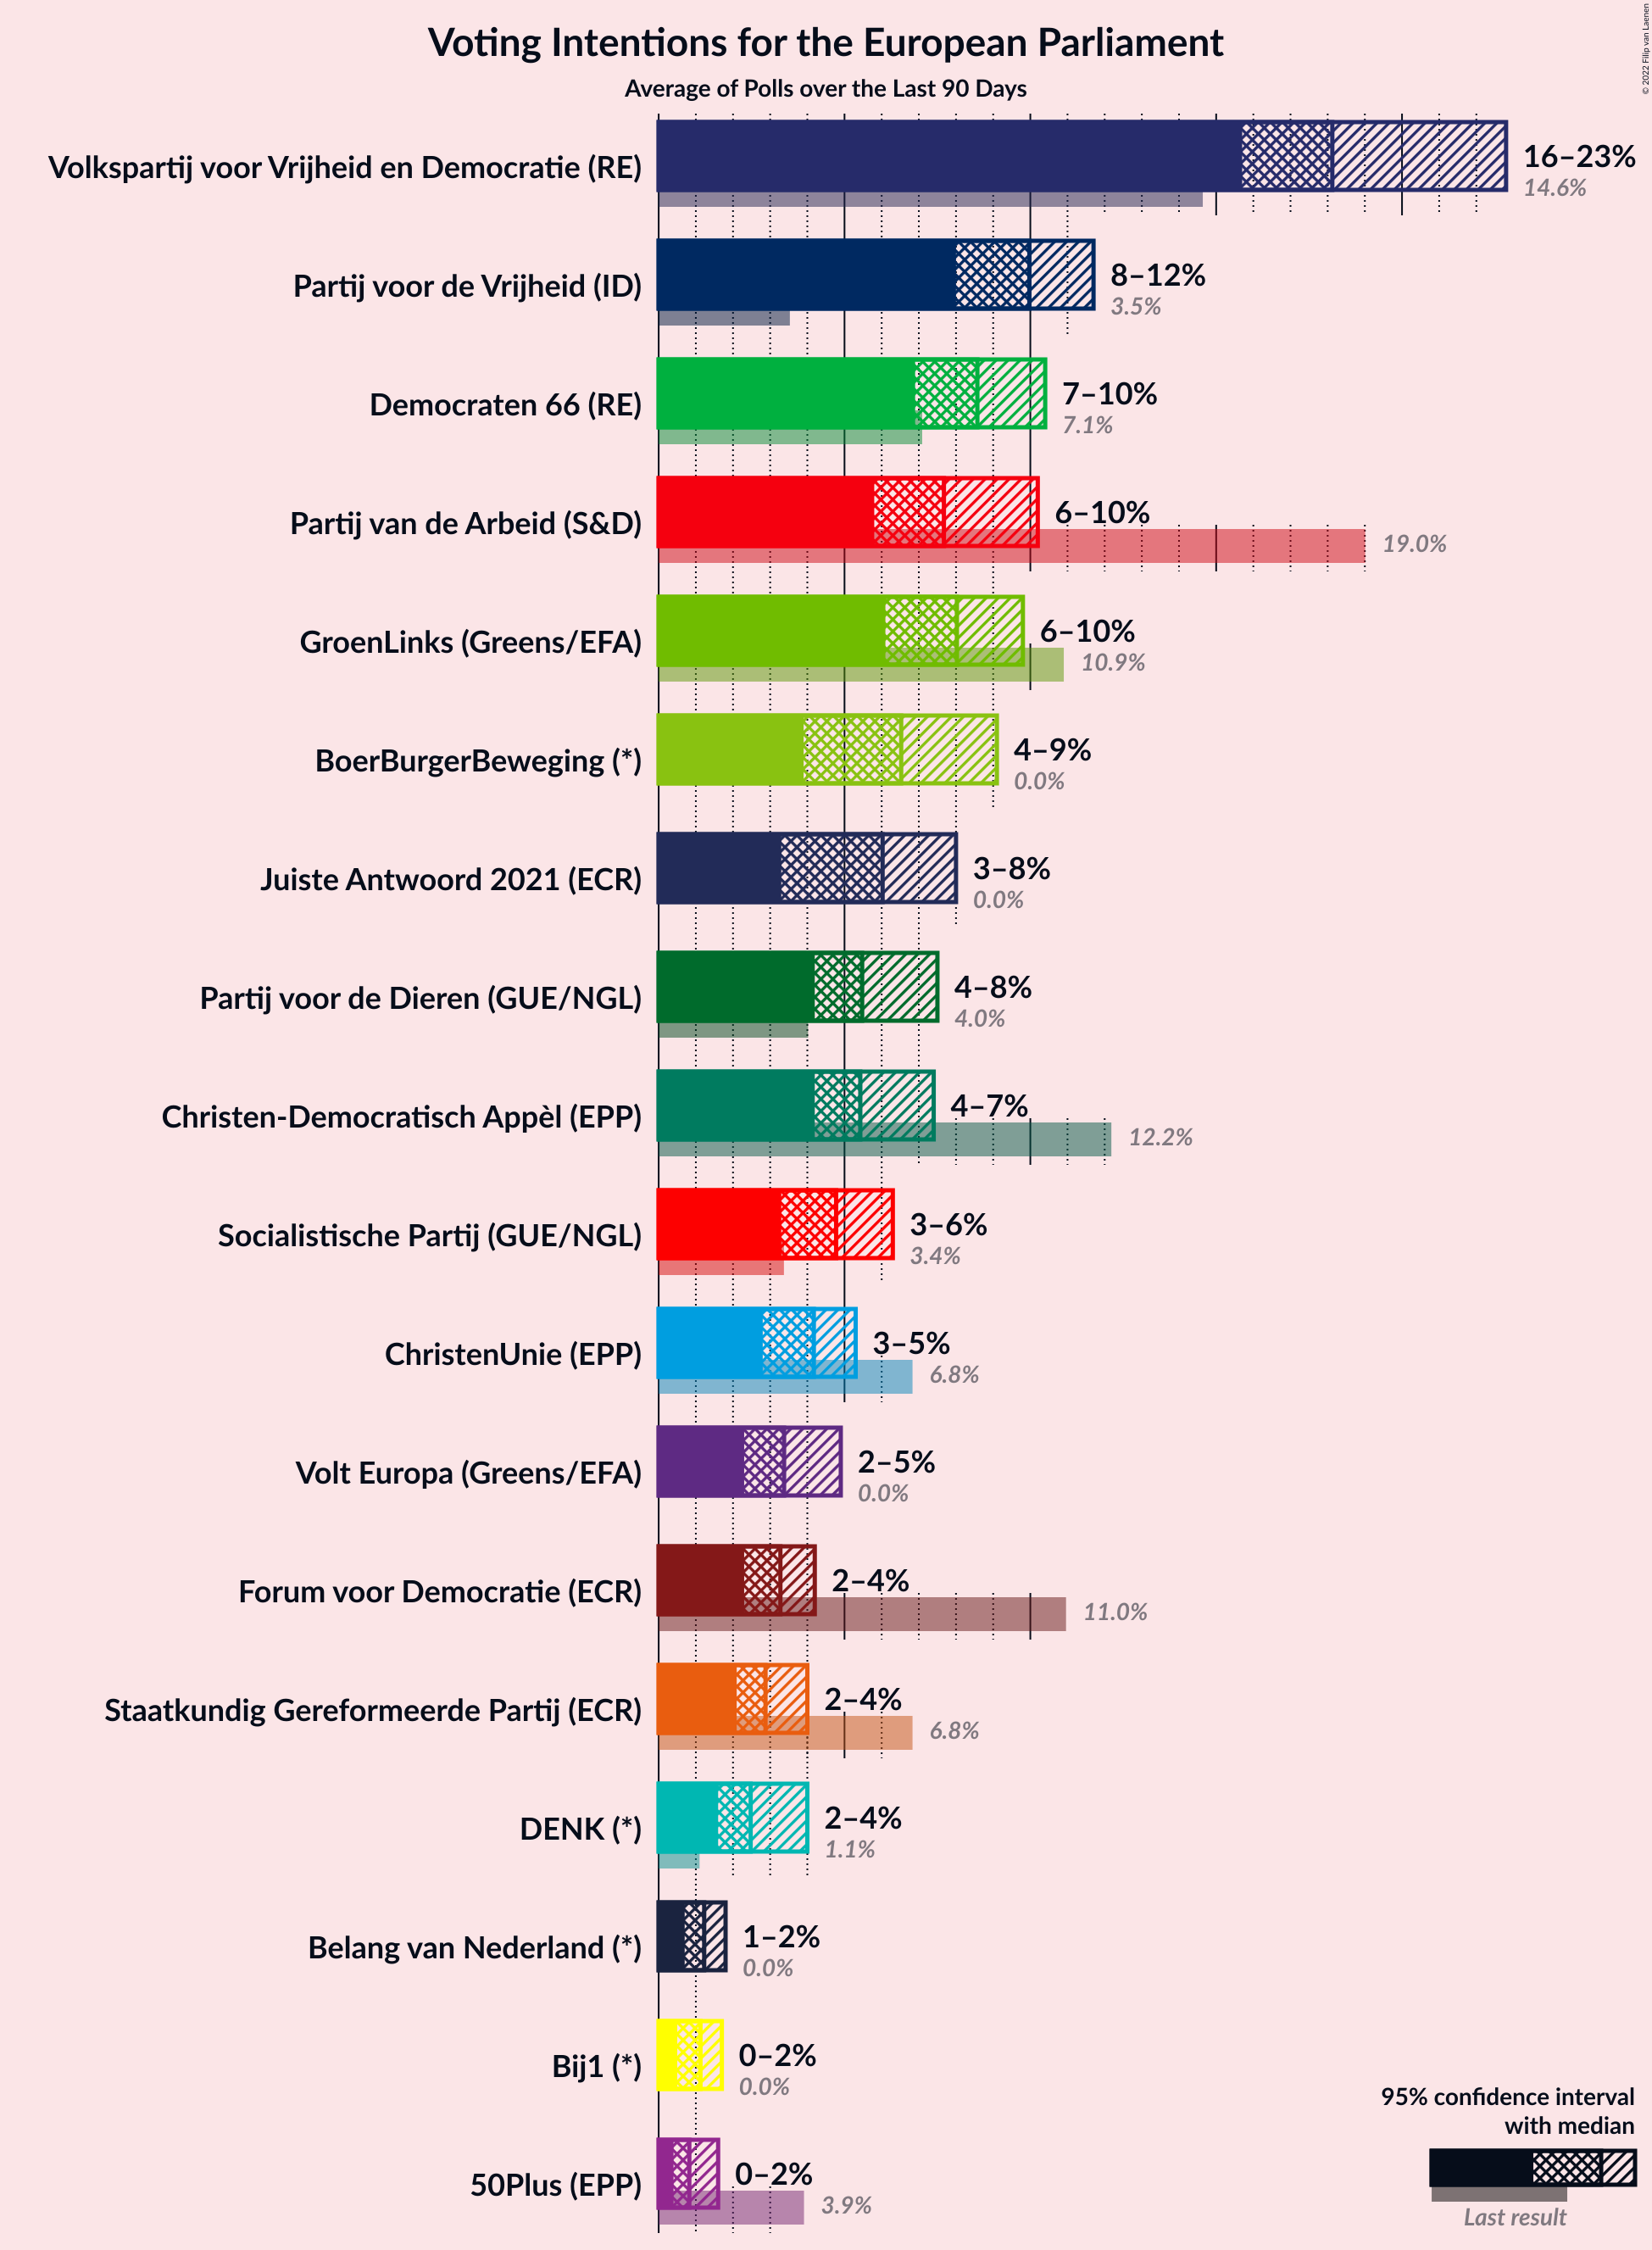 Voting Intentions for the European Parliament
Average of Polls over the Last 90 Days
© 2022 Filip van Laenen
Volkspartij voor Vrijheid en Democratie (RE)
16–23%
14.6%
Partij voor de Vrijheid (ID)
8–12%
3.5%
Democraten 66 (RE)
7–10%
7.1%
Partij van de Arbeid (S&D)
6–10%
19.0%
GroenLinks (Greens/EFA)
6–10%
10.9%
BoerBurgerBeweging (*)
4–9%
0.0%
Juiste Antwoord 2021 (ECR)
3–8%
0.0%
Partij voor de Dieren (GUE/NGL)
4–8%
4.0%
Christen-Democratisch Appèl (EPP)
4–7%
12.2%
Socialistische Partij (GUE/NGL)
3–6%
3.4%
ChristenUnie (EPP)
3–5%
6.8%
Volt Europa (Greens/EFA)
2–5%
0.0%
Forum voor Democratie (ECR)
2–4%
11.0%
Staatkundig Gereformeerde Partij (ECR)
2–4%
6.8%
DENK (*)
2–4%
1.1%
Belang van Nederland (*)
1–2%
0.0%
Bij1 (*)
0–2%
0.0%
50Plus (EPP)
0–2%
3.9%
95% confidence interval
with median
Last result